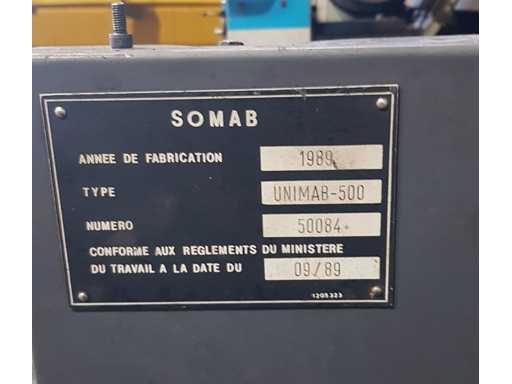 SOMAB
ANNEE DE FABRICATION 1989
TYPE UNIMAB-500
NUMERO 50084
CONFORME AUX REGLEMENTS DU MINISTERE
DU TRAVAIL A LA DATE DU 09/89
1205323